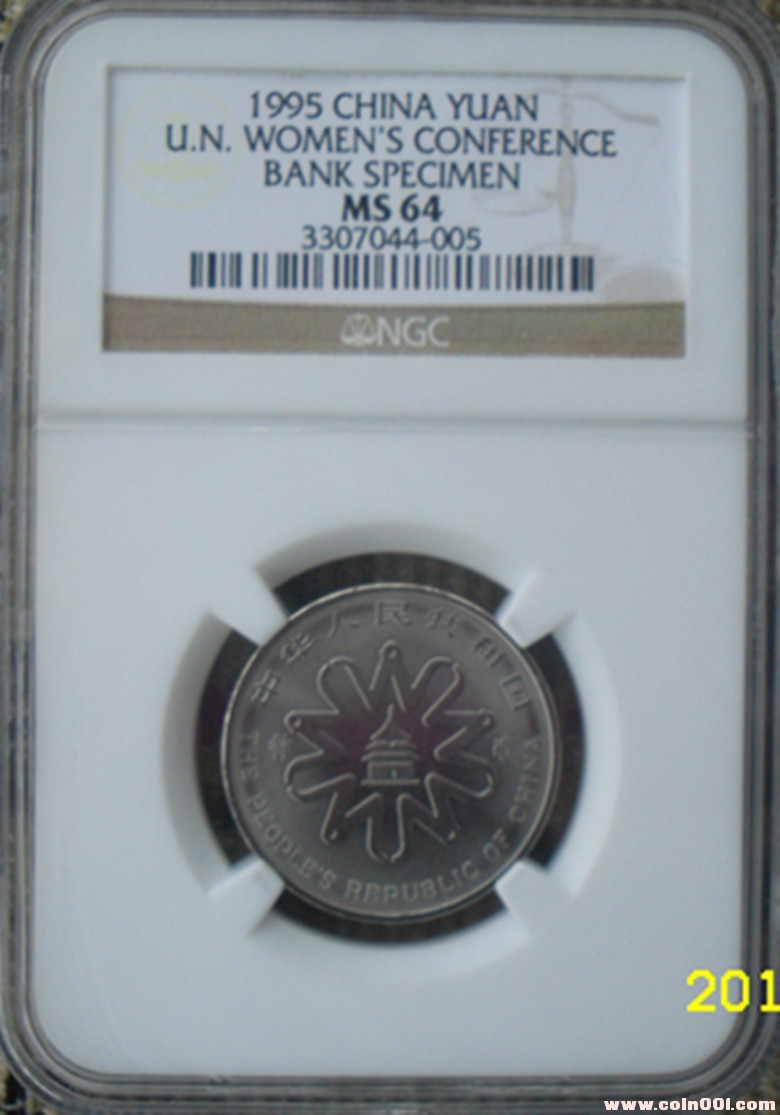 1995 CHINA YUAN
U.N. WOMEN'S CONFERENCE
BANK SPECIMEN
MS 64
3307044-005
NGC
中华人民共和国
THE PEOPLE'S REPUBLIC OF CHINA
201
www.coin001.com